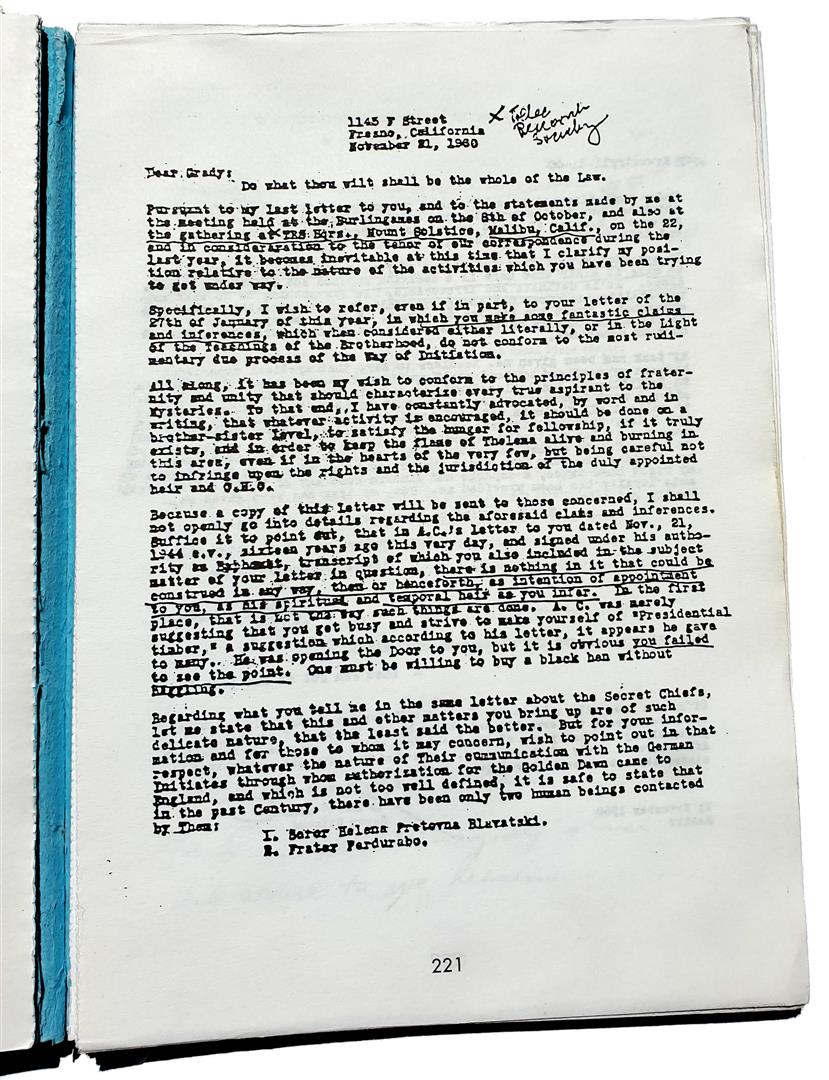 1145 F Street
Fresno, California
November 21, 1960
X
Research
Society
Dear Grady:
Do what thou wilt shall be the whole of the Law.
Pursuant to my last letter to you, and to the statements made by me at
the meeting held at the Burlingames on the 8th of October, and also at
the gathering at TRS Hqrs., Mount Solstice, Malibu, Calif., on the 22,
and in consideraration to the tenor of our correspondence during the
last year, it becomes inevitable at this time that I clarify my posi-
tion relative to the nature of the activities which you have been trying
to get under way.
Specifically, I wish to refer, even if in part, to your letter of the
27th of January of this year, in which you make some fantastic claims
and inferences, which when considered either literally, or in the Light
of the Teachings of the Brotherhood, do not conform to the most rudi-
mentary due process of the Way of Initiation.
All along, it has been my wish to conform to the principles of frater-
nity and unity that should characterize every true aspirant to the
Mysteries. To that end, I have constantly advocated, by word and in
writing, that whatever activity is encouraged, it should be done on a
brother-sister level, to satisfy the hunger for fellowship, if it truly
exists, and in order to keep the flame of Thelema alive and burning in
this area, even if in the hearts of the very few, but being careful not
to infringe upon the rights and the jurisdiction of the duly appointed
heir and O.H.O.
Because a copy of this letter will be sent to those concerned, I shall
not openly go into details regarding the aforesaid claims and inferences.
Suffice it to point out, that in A.C.'s letter to you dated Nov., 21,
1944 e.v., sixteen years ago this very day, and signed under his autho-
rity as Baphomet, transcript of which you also included in the subject
matter of your letter in question, there is nothing in it that could be
construed in any way, then or henceforth, as intention of appointment
to you, as his spiritual and temporal heir as you infer. In the first
place, that is not the way such things are done. A. C. was merely
suggesting that you get busy and strive to make yourself of "Presidential
timber," a suggestion which according to his letter, it appears he gave
to many. He was opening the Door to you, but it is obvious you failed
to see the point. One must be willing to buy a black hen without
haggling.
Regarding what you tell me in the same letter about the Secret Chiefs,
let me state that this and other matters you bring up are of such
delicate nature, that the least said the better. But for your infor-
mation and for those to whom it may concern, wish to point out in that
respect, whatever the nature of Their communication with the German
Initiates through whom authorization for the Golden Dawn came to
England, and which is not too well defined, it is safe to state that
in the past Century, there have been only two human beings contacted
by Them:
1. Soror Helena Pretovna Blavatski.
2. Frater Perdurabo.
221